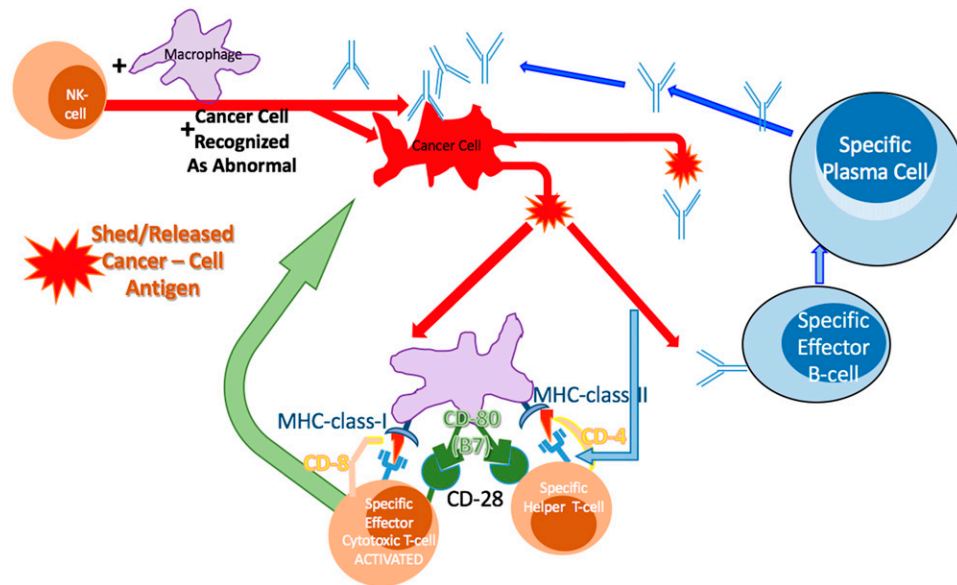 Macrophage
+
NK-
cell
Cancer Cell
+
Recognized
As Abnormal
Cancer Cell
Specific
Plasma Cell
Shed/Released
Cancer – Cell
Antigen
Specific
Effector
B-cell
MHC-class-I
MHC-class-II
CD-80
(B7)
CD-8
CD-4
CD-28
Specific
Effector
Cytotoxic T-cell
ACTIVATED
Specific
Helper T-cell